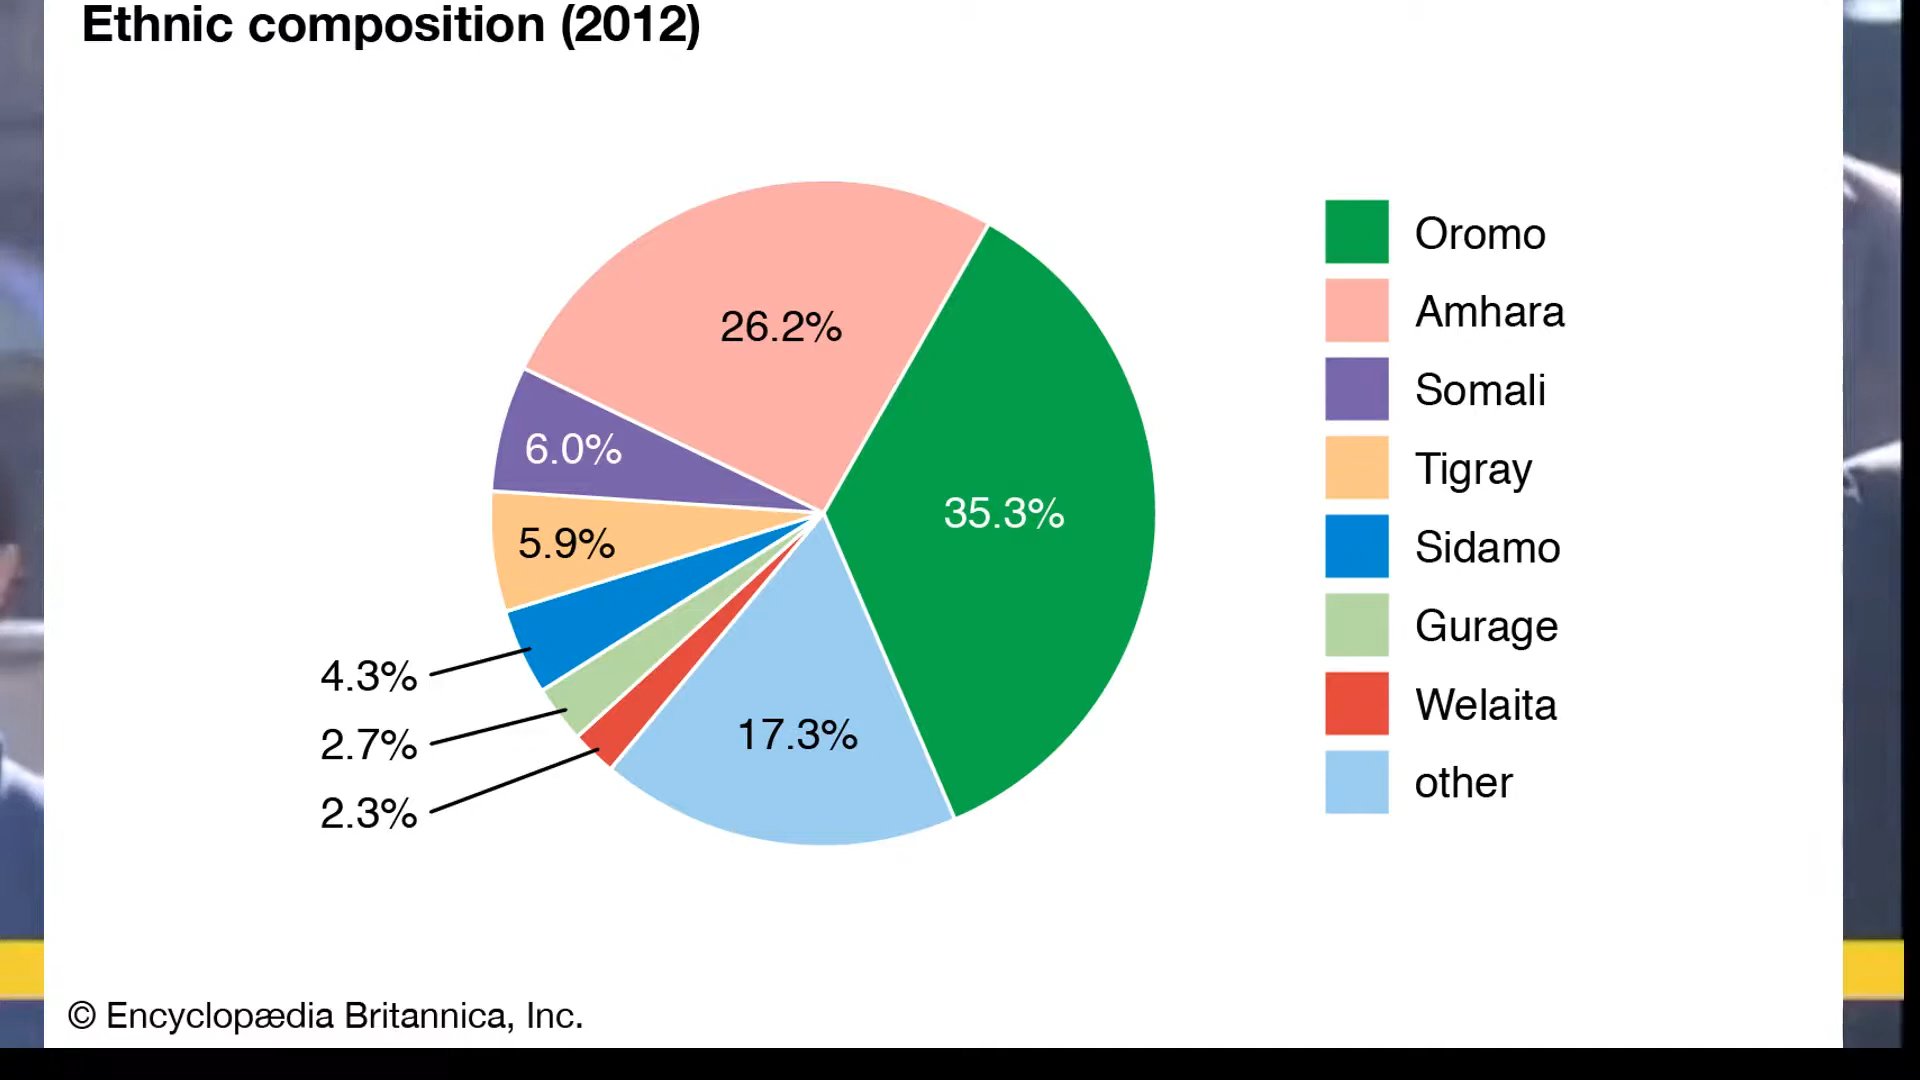 Ethnic composition (2012)
26.2%
35.3%
6.0%
5.9%
4.3%
2.7%
2.3%
17.3%
Oromo
Amhara
Somali
Tigray
Sidamo
Gurage
Welaita
other
© Encyclopædia Britannica, Inc.